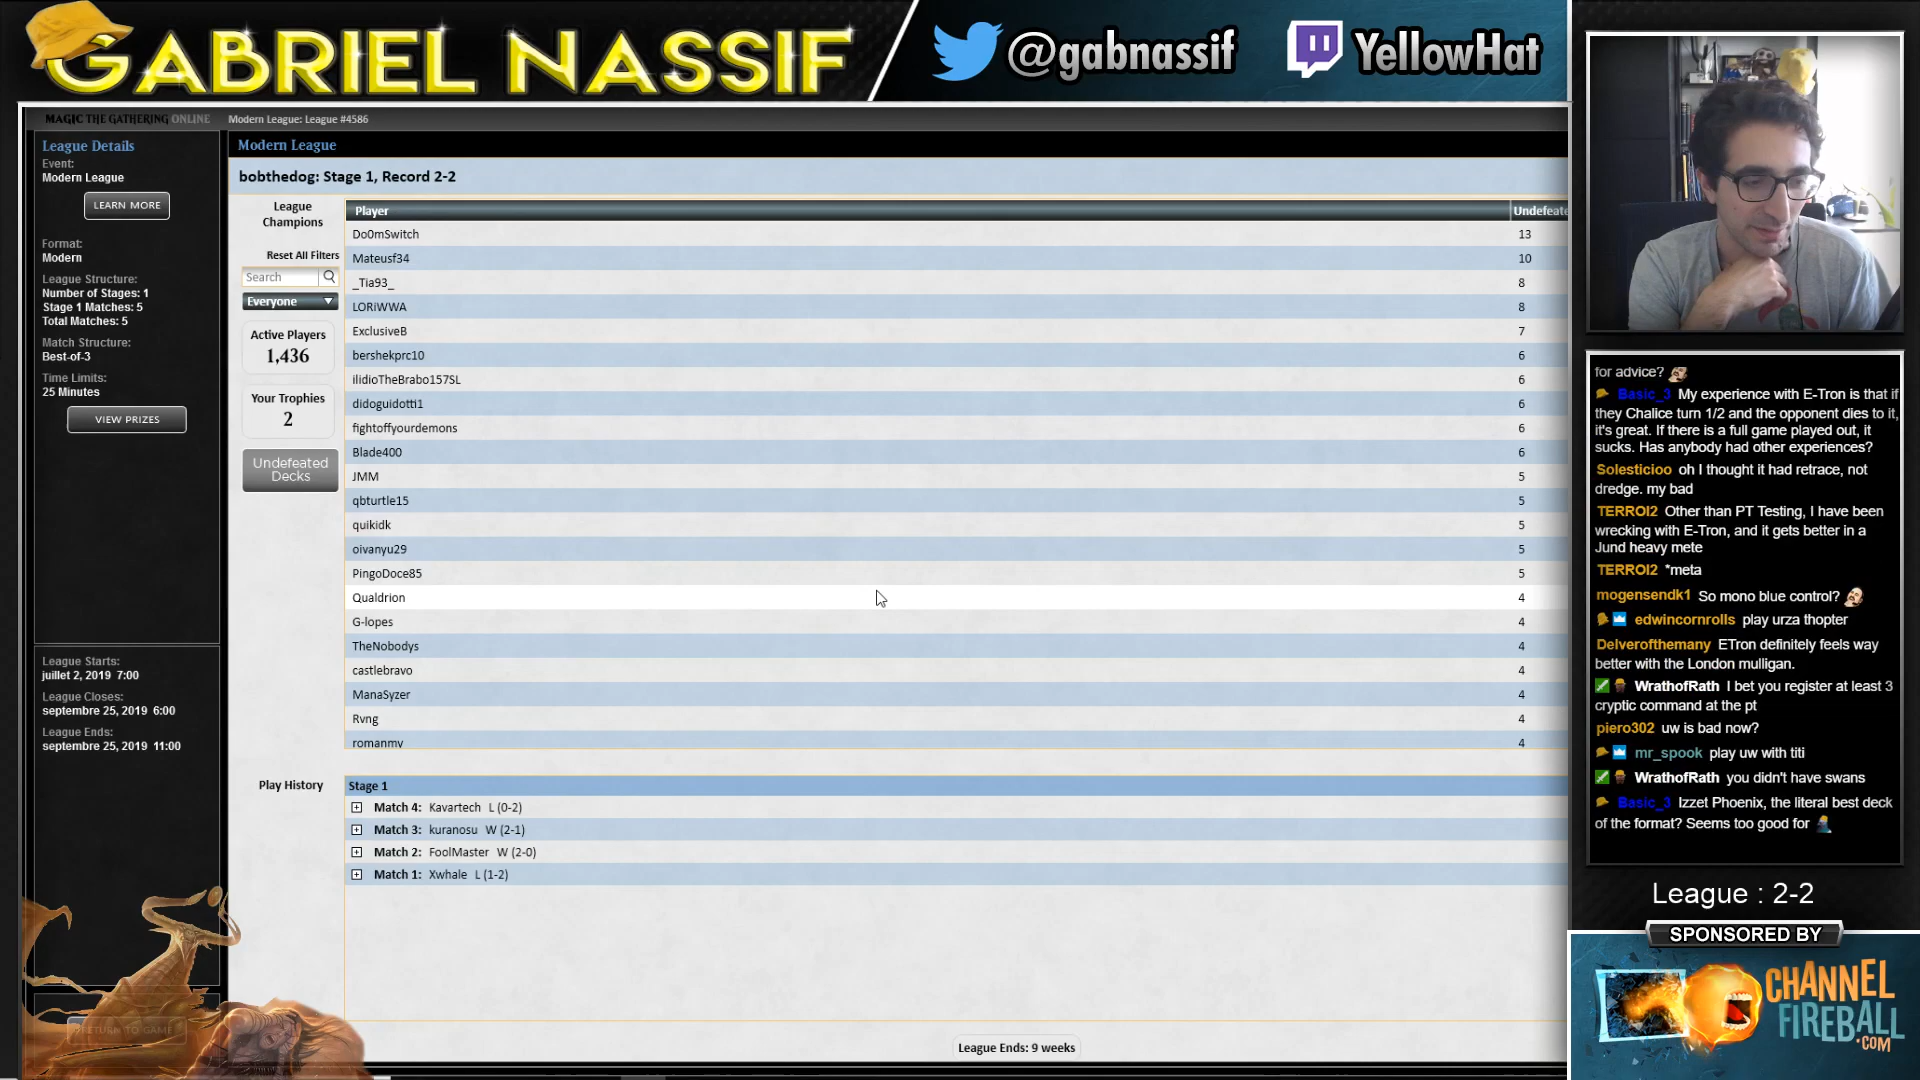 GABRIEL NASSIF
@gabnassif
YellowHat
MAGIC THE GATHERING ONLINE
Modern League: League #4586
League Details
Event:
Modern League
LEARN MORE
Format:
Modern
League Structure:
Number of Stages: 1
Stage 1 Matches: 5
Total Matches: 5
Match Structure:
Best-of-3
Time Limits:
25 Minutes
VIEW PRIZES
League Starts:
juillet 2, 2019 7:00
League Closes:
septembre 25, 2019 6:00
League Ends:
septembre 25, 2019 11:00
RETURN TO GAME
Modern League
bobthedog: Stage 1, Record 2-2
League
Champions
Reset All Filters
Search
Everyone
Active Players
1,436
Your Trophies
2
Undefeated
Decks
Player Undefeate
Do0mSwitch 13
Mateusf34 10
_Tia93_ 8
LORiWWA 8
ExclusiveB 7
bershekprc10 6
ilidioTheBrabo157SL 6
didoguidotti1 6
fightoffyourdemons 6
Blade400 6
JMM 5
qbturtle15 5
quikidk 5
oivanyu29 5
PingoDoce85 5
Qualdrion 4
G-lopes 4
TheNobodys 4
castlebravo 4
ManaSyzer 4
Rvng 4
romanmv 4
Play History
Stage 1
Match 4: Kavartech L (0-2)
Match 3: kuranosu W (2-1)
Match 2: FoolMaster W (2-0)
Match 1: Xwhale L (1-2)
League Ends: 9 weeks
for advice?
Basic_3 My experience with E-Tron is that if
they Chalice turn 1/2 and the opponent dies to it,
it's great. If there is a full game played out, it
sucks. Has anybody had other experiences?
Solesticioo oh I thought it had retrace, not
dredge. my bad
TERROI2 Other than PT Testing, I have been
wrecking with E-Tron, and it gets better in a
Jund heavy mete
TERROI2 *meta
mogensendk1 So mono blue control?
edwincornrolls play urza thopter
Delverofthemany ETron definitely feels way
better with the London mulligan.
WrathofRath I bet you register at least 3
cryptic command at the pt
piero302 uw is bad now?
mr_spook play uw with titi
WrathofRath you didn't have swans
Basic_3 Izzet Phoenix, the literal best deck
of the format? Seems too good for
League : 2-2
SPONSORED BY
CHANNEL
FIREBALL
.COM